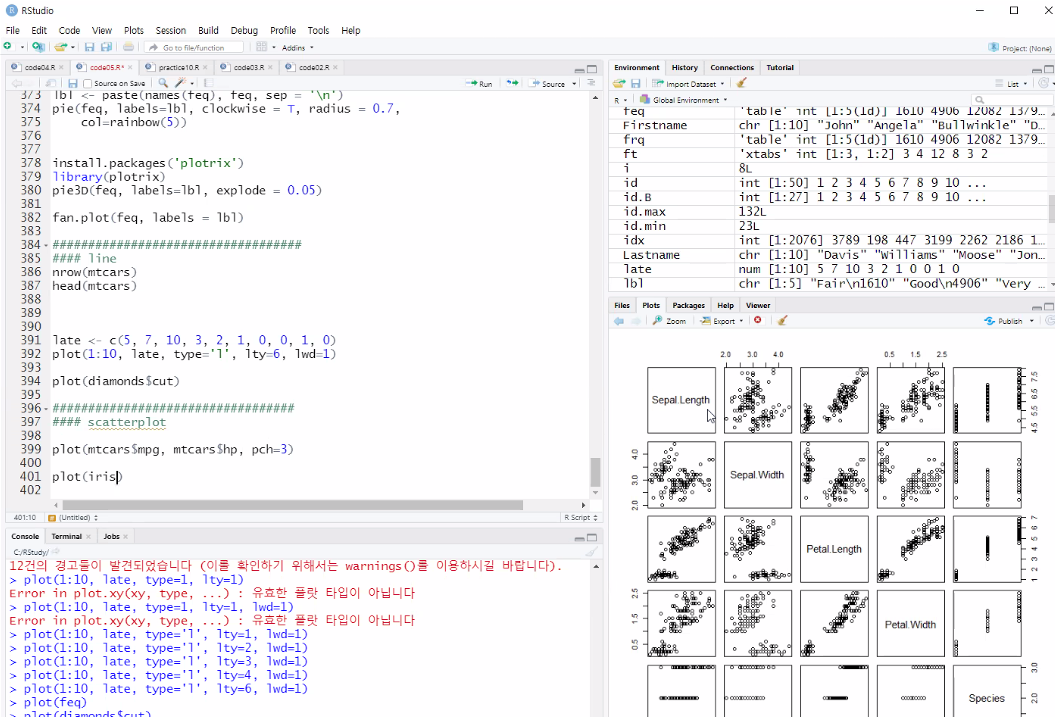 RStudio
File Edit Code View Plots Session Build Debug Profile Tools Help
Go to file/function Addins Project: (None)
code04.R code05.R* practice10.R code03.R code02.R
Source on Save Run Source
373 lbl <- paste(names(feq), feq, sep = '\n')
374 pie(feq, labels=lbl, clockwise = T, radius = 0.7,
375 col=rainbow(5))
376
377
378 install.packages('plotrix')
379 library(plotrix)
380 pie3D(feq, labels=lbl, explode = 0.05)
381
382 fan.plot(feq, labels = lbl)
383
384 ###################################
385 #### line
386 nrow(mtcars)
387 head(mtcars)
388
389
390
391 late <- c(5, 7, 10, 3, 2, 1, 0, 0, 1, 0)
392 plot(1:10, late, type='l', lty=6, lwd=1)
393
394 plot(diamonds$cut)
395
396 ##################################
397 #### scatterplot
398
399 plot(mtcars$mpg, mtcars$hp, pch=3)
400
401 plot(iris)
402
401:10 (Untitled) R Script
Console Terminal Jobs
C:/RStudio/
12건의 경고들이 발견되었습니다 (이를 확인하기 위해서는 warnings()를 이용하시길 바랍니다).
> plot(1:10, late, type=1, lty=1)
Error in plot.xy(xy, type, ...) : 유효한 플랏 타입이 아닙니다
> plot(1:10, late, type=1, lty=1, lwd=1)
Error in plot.xy(xy, type, ...) : 유효한 플랏 타입이 아닙니다
> plot(1:10, late, type='l', lty=1, lwd=1)
> plot(1:10, late, type='l', lty=2, lwd=1)
> plot(1:10, late, type='l', lty=3, lwd=1)
> plot(1:10, late, type='l', lty=4, lwd=1)
> plot(1:10, late, type='l', lty=6, lwd=1)
> plot(feq)
> plot(diamonds$cut)
Environment History Connections Tutorial
Import Dataset List
R Global Environment
feq 'table' int [1:5(1d)] 1610 4906 12082 1379…
Firstname chr [1:10] "John" "Angela" "Bullwinkle" "D…
frq 'table' int [1:5(1d)] 1610 4906 12082 1379…
ft 'xtabs' int [1:3, 1:2] 3 4 12 8 3 2
i 8L
id int [1:50] 1 2 3 4 5 6 7 8 9 10 ...
id.B int [1:27] 1 2 3 4 5 6 7 8 9 10 ...
id.max 132L
id.min 23L
idx int [1:2076] 3789 198 447 3199 2262 2186 1…
Lastname chr [1:10] "Davis" "Williams" "Moose" "Jon…
late num [1:10] 5 7 10 3 2 1 0 0 1 0
lbl chr [1:5] "Fair\n1610" "Good\n4906" "Very …
Files Plots Packages Help Viewer
Zoom Export Publish
2.0 3.0 4.0 0.5 1.5 2.5
Sepal.Length 4.5 5.5 6.5 7.5
2.0 3.0 4.0 Sepal.Width
Petal.Length 1 2 3 4 5 6 7
0.5 1.5 2.5 Petal.Width
Species 2.0 3.0